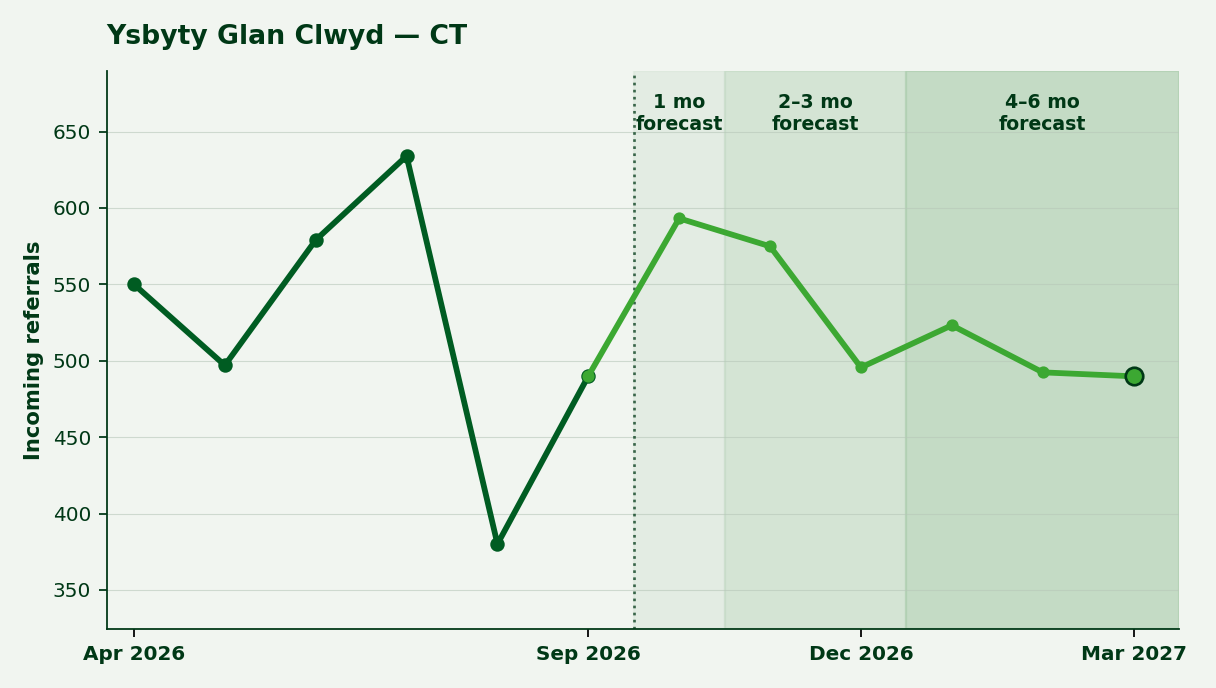 Ysbyty Glan Clwyd — CT
1 mo
forecast
2–3 mo
forecast
4–6 mo
forecast
Incoming referrals
650
600
550
500
450
400
350
Apr 2026
Sep 2026
Dec 2026
Mar 2027